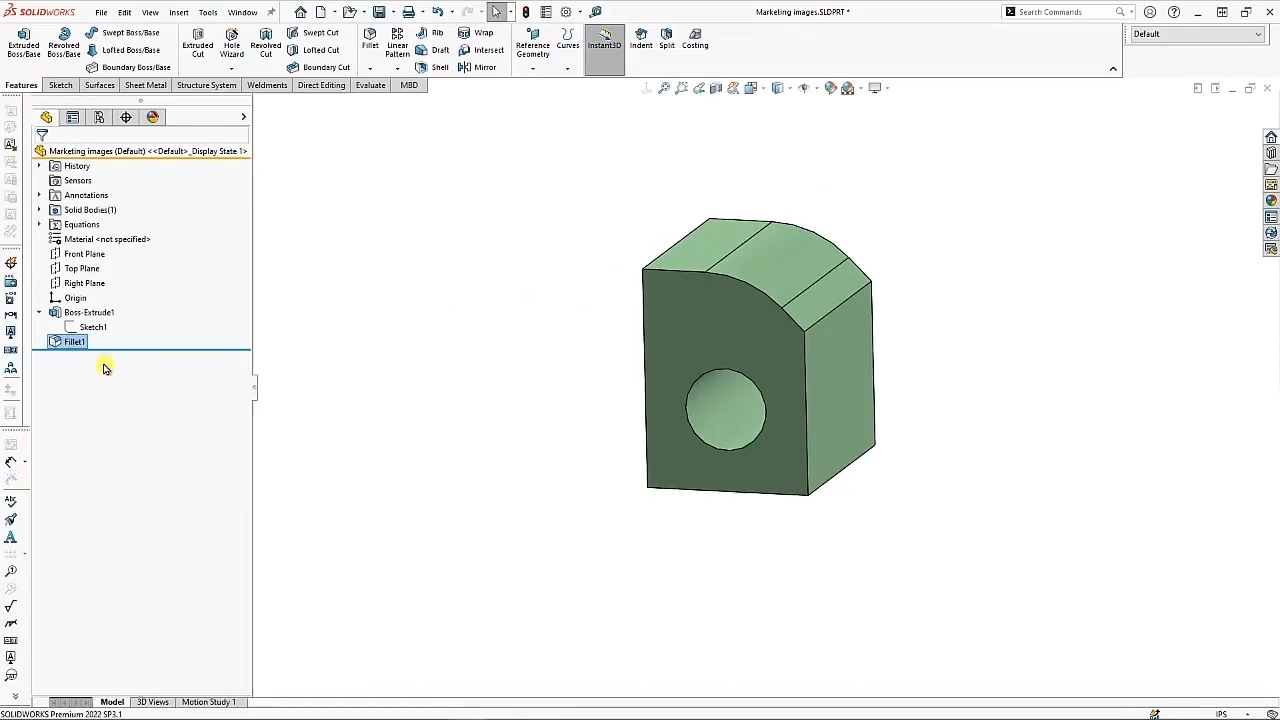 SOLIDWORKS File Edit View Insert Tools Window Marketing images.SLDPRT * Search Commands
Extruded Boss/Base Revolved Boss/Base Swept Boss/Base Lofted Boss/Base Boundary Boss/Base Extruded Cut Hole Wizard Revolved Cut Swept Cut Lofted Cut Boundary Cut Fillet Linear Pattern Rib Draft Shell Wrap Intersect Mirror Reference Geometry Curves Instant3D Indent Split Costing Default
Features Sketch Surfaces Sheet Metal Structure System Weldments Direct Editing Evaluate MBD
Marketing images (Default) <<Default>_Display State 1>
History
Sensors
Annotations
Solid Bodies(1)
Equations
Material <not specified>
Front Plane
Top Plane
Right Plane
Origin
Boss-Extrude1
Sketch1
Fillet1
Model 3D Views Motion Study 1
SOLIDWORKS Premium 2022 SP3.1 IPS